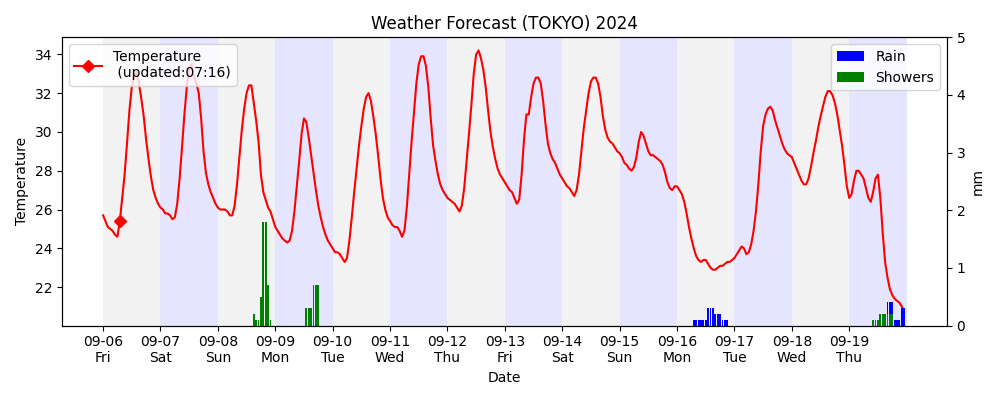 Weather Forecast (TOKYO) 2024
Temperature
(updated:07:16)
Rain
Showers
Temperature
34
32
30
28
26
24
22
5
4
3
2
1
0
mm
09-06 09-07 09-08 09-09 09-10 09-11 09-12 09-13 09-14 09-15 09-16 09-17 09-18 09-19
Fri Sat Sun Mon Tue Wed Thu Fri Sat Sun Mon Tue Wed Thu
Date